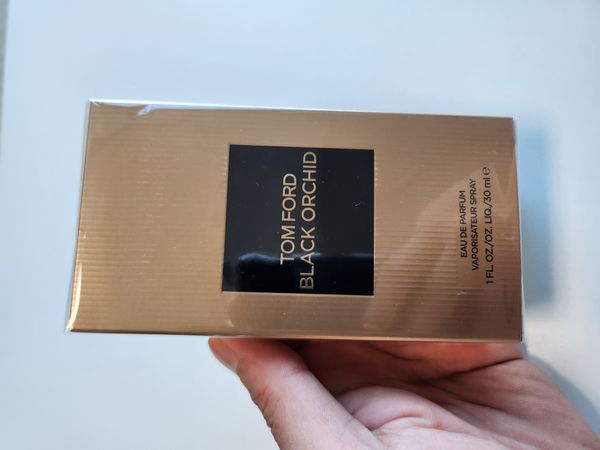 TOM FORD
BLACK ORCHID
EAU DE PARFUM
VAPORISATEUR SPRAY
1 FL. OZ./OZ. LIQ./30 ml ℮